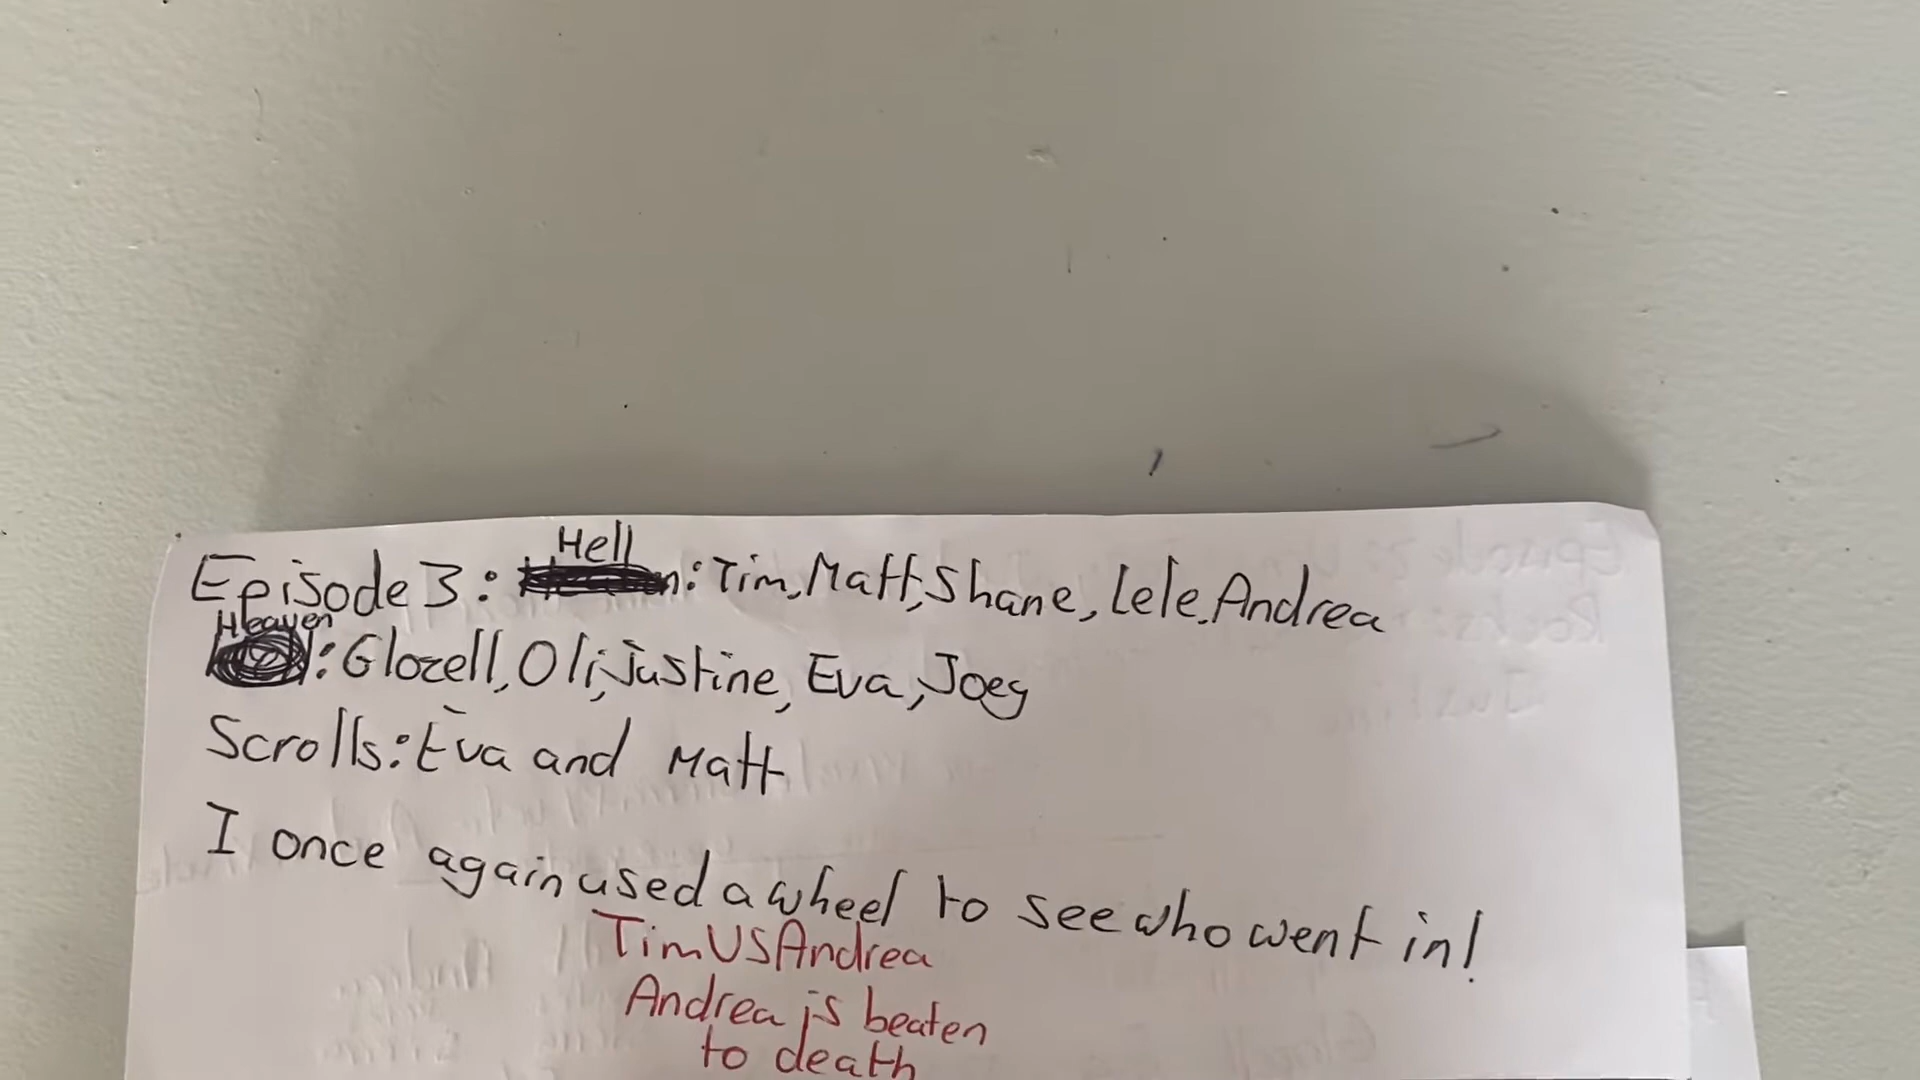 Hell
Episode 3: : Tim, Matt, Shane, Lele, Andrea
Heaven
: Glozell, Oli, Justine, Eva, Joey
Scrolls: Eva and Matt
I once again used a wheel to see who went in!
Tim VS Andrea
Andrea is beaten
to death